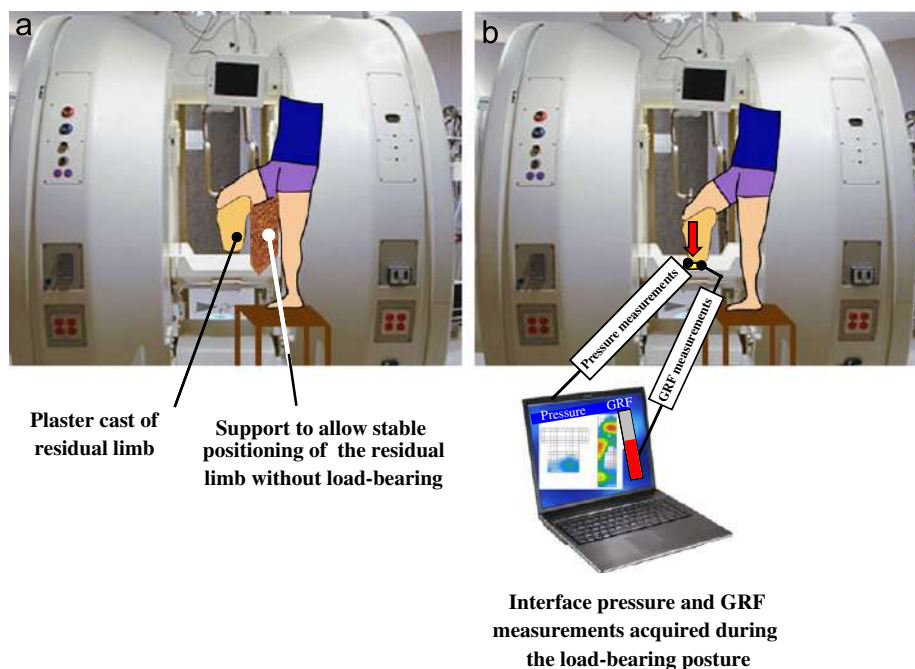 a
b
Plaster cast of
residual limb
Support to allow stable
positioning of the residual
limb without load-bearing
Pressure measurements
GRF measurements
Pressure
GRF
Interface pressure and GRF
measurements acquired during
the load-bearing posture